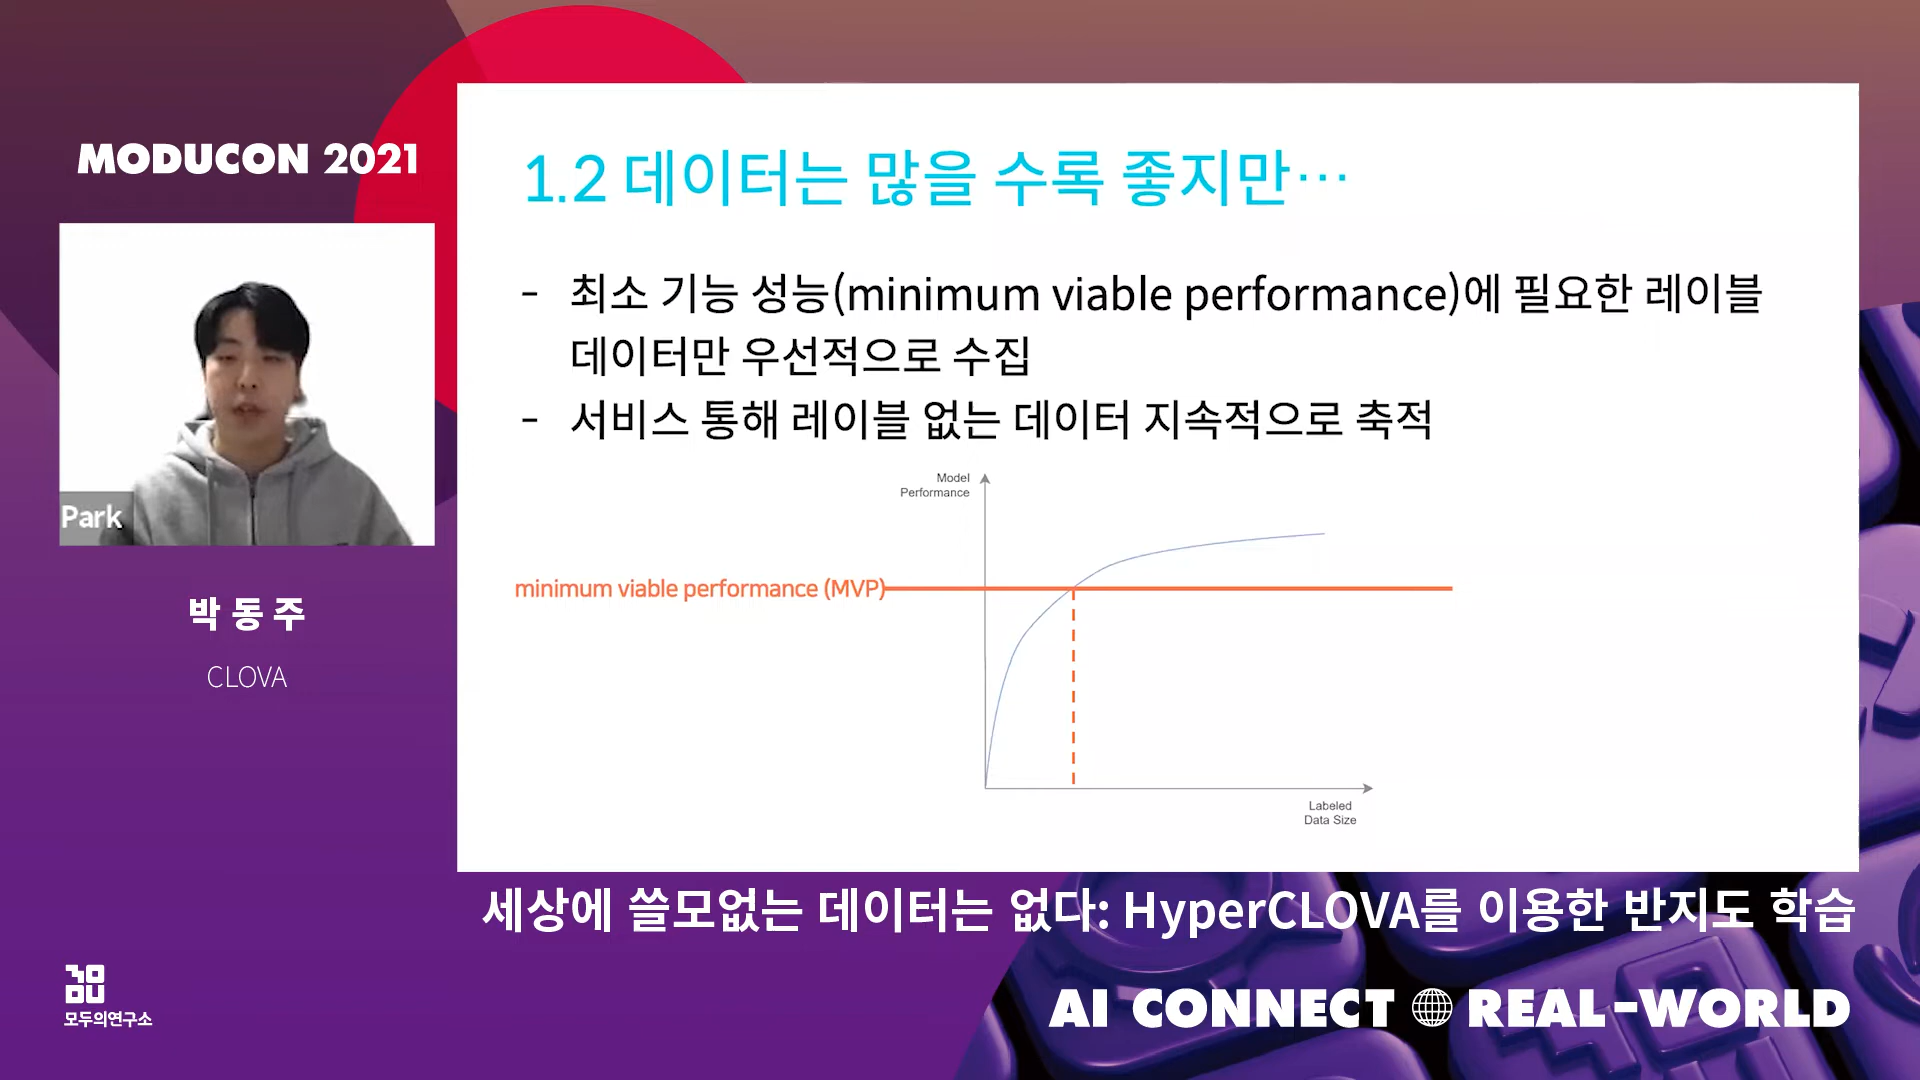 MODUCON 2021
Park
박동주
CLOVA
모두의연구소
1.2 데이터는 많을 수록 좋지만…
- 최소 기능 성능(minimum viable performance)에 필요한 레이블
데이터만 우선적으로 수집
- 서비스 통해 레이블 없는 데이터 지속적으로 축적
Model
Performance
minimum viable performance (MVP)
Labeled
Data Size
세상에 쓸모없는 데이터는 없다: HyperCLOVA를 이용한 반지도 학습
AI CONNECT REAL-WORLD